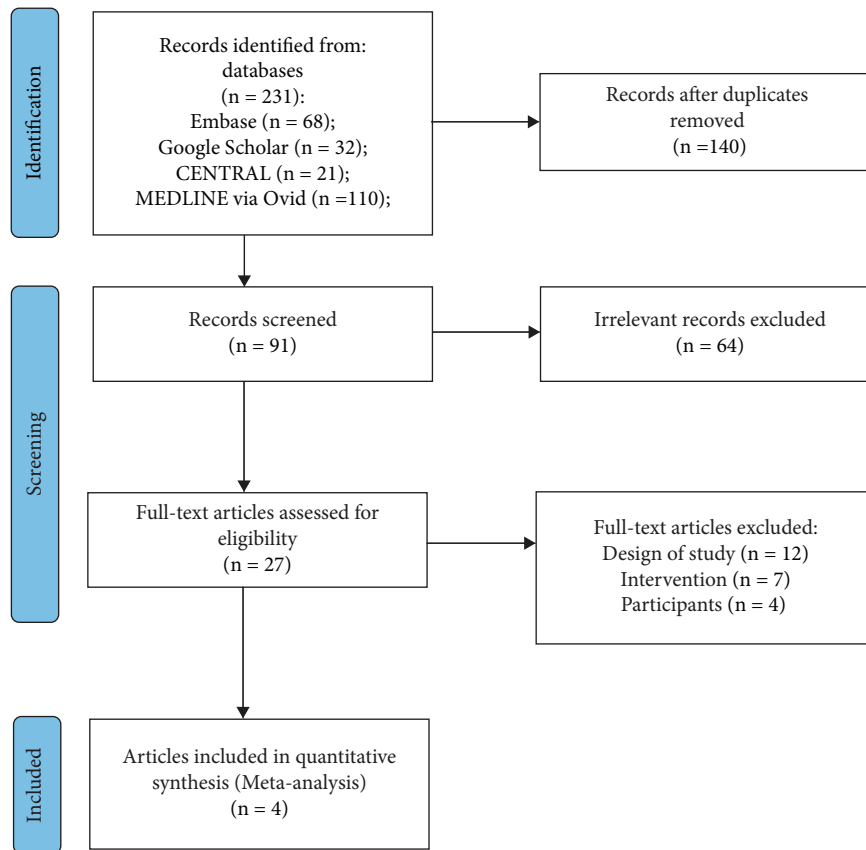 Identification
Records identified from:
databases
(n = 231):
Embase (n = 68);
Google Scholar (n = 32);
CENTRAL (n = 21);
MEDLINE via Ovid (n =110);
Records after duplicates
removed
(n =140)
Screening
Records screened
(n = 91)
Irrelevant records excluded
(n = 64)
Full-text articles assessed for
eligibility
(n = 27)
Full-text articles excluded:
Design of study (n = 12)
Intervention (n = 7)
Participants (n = 4)
Included
Articles included in quantitative
synthesis (Meta-analysis)
(n = 4)